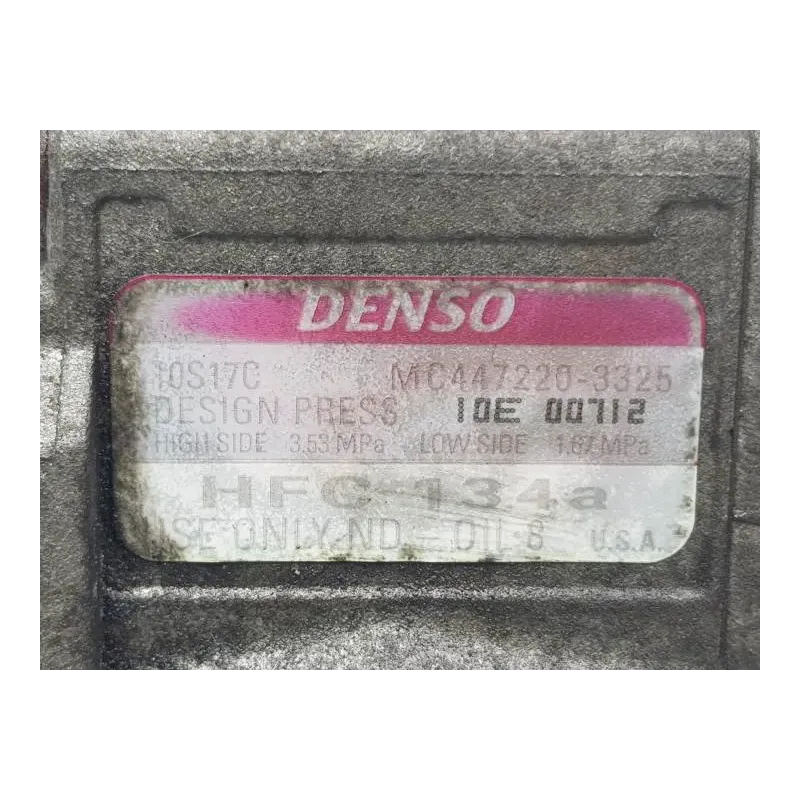 DENSO
10S17C MC447220-3325
DESIGN PRESS 10E 00712
HIGH SIDE 3.53 MPa LOW SIDE 1.67 MPa
HFC-134a
USE ONLY ND-OIL 8 U.S.A.